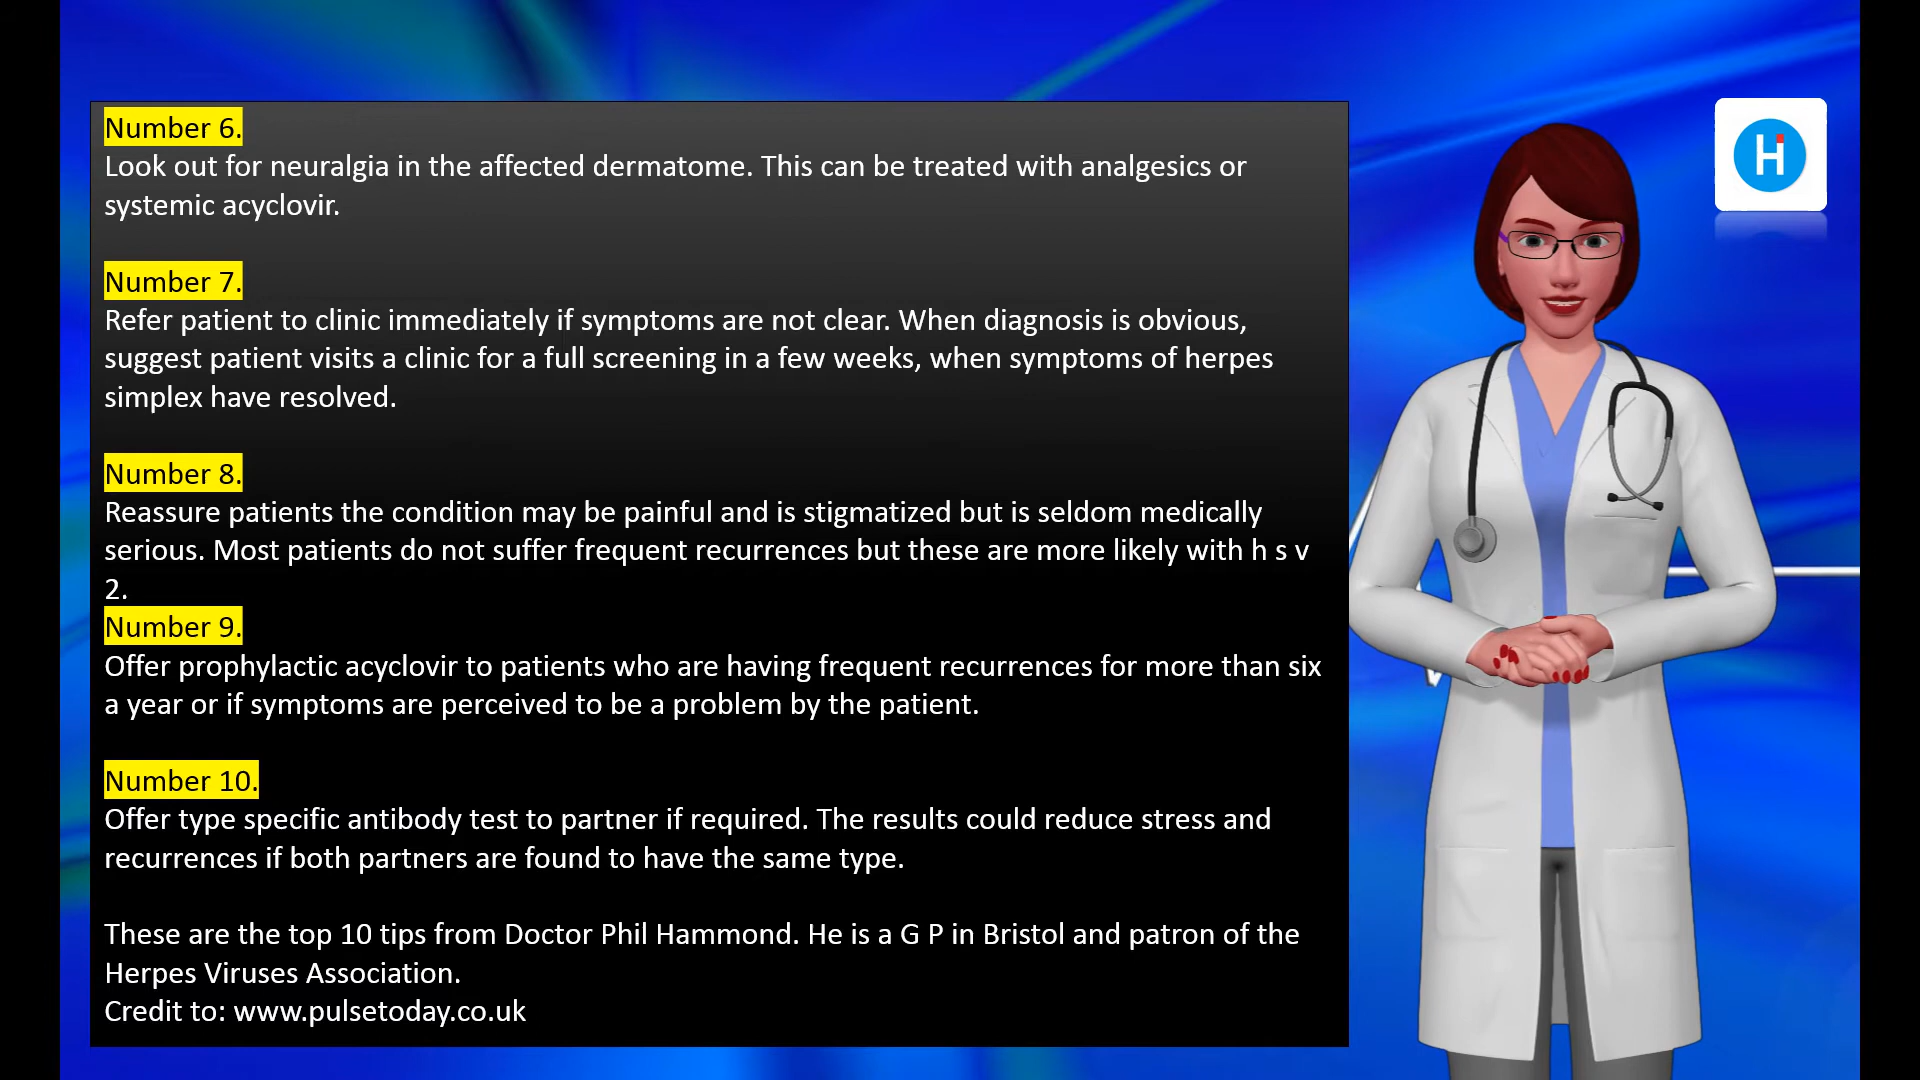 Number 6.
Look out for neuralgia in the affected dermatome. This can be treated with analgesics or
systemic acyclovir.
Number 7.
Refer patient to clinic immediately if symptoms are not clear. When diagnosis is obvious,
suggest patient visits a clinic for a full screening in a few weeks, when symptoms of herpes
simplex have resolved.
Number 8.
Reassure patients the condition may be painful and is stigmatized but is seldom medically
serious. Most patients do not suffer frequent recurrences but these are more likely with h s v
2.
Number 9.
Offer prophylactic acyclovir to patients who are having frequent recurrences for more than six
a year or if symptoms are perceived to be a problem by the patient.
Number 10.
Offer type specific antibody test to partner if required. The results could reduce stress and
recurrences if both partners are found to have the same type.
These are the top 10 tips from Doctor Phil Hammond. He is a G P in Bristol and patron of the
Herpes Viruses Association.
Credit to: www.pulsetoday.co.uk
H